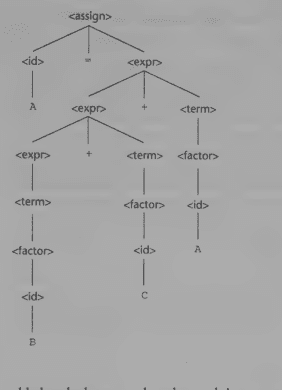 <assign>
<id> = <expr>
A <expr> + <term>
<expr> + <term> <factor>
<term> <factor> <id>
<factor> <id> A
<id> C
B